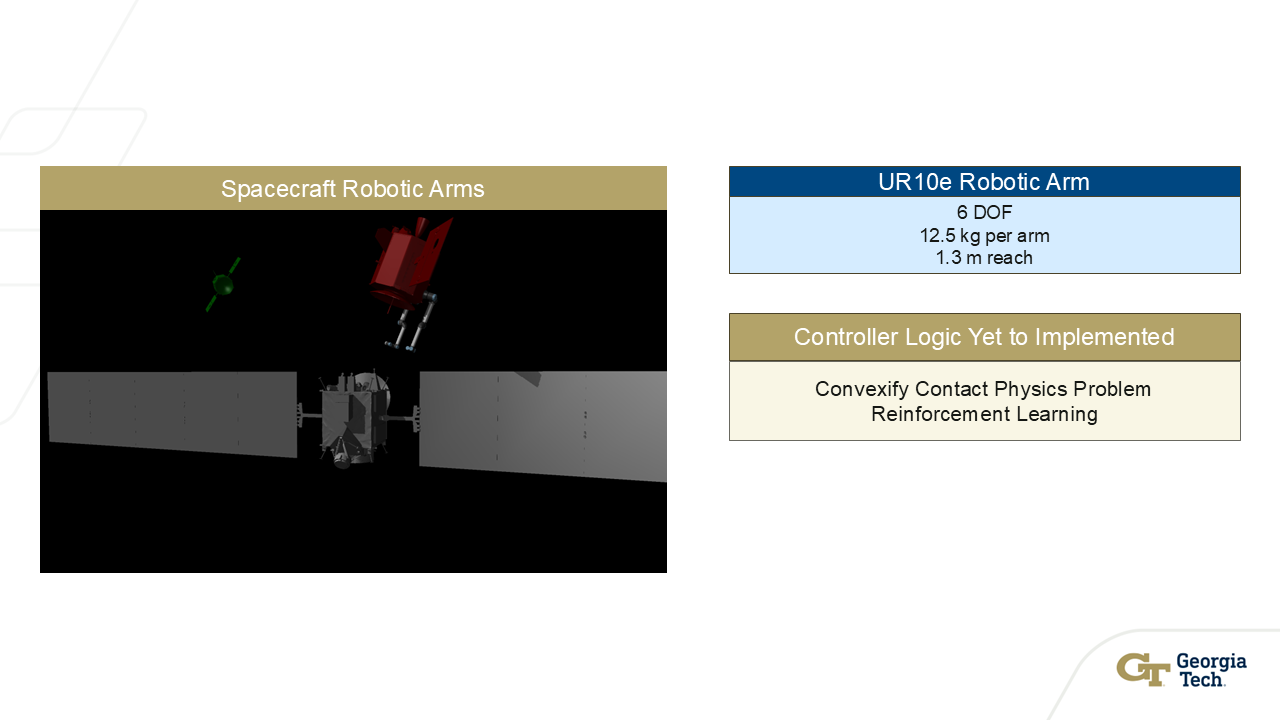 Spacecraft Robotic Arms
UR10e Robotic Arm
6 DOF
12.5 kg per arm
1.3 m reach
Controller Logic Yet to Implemented
Convexify Contact Physics Problem
Reinforcement Learning
GT
Georgia
Tech